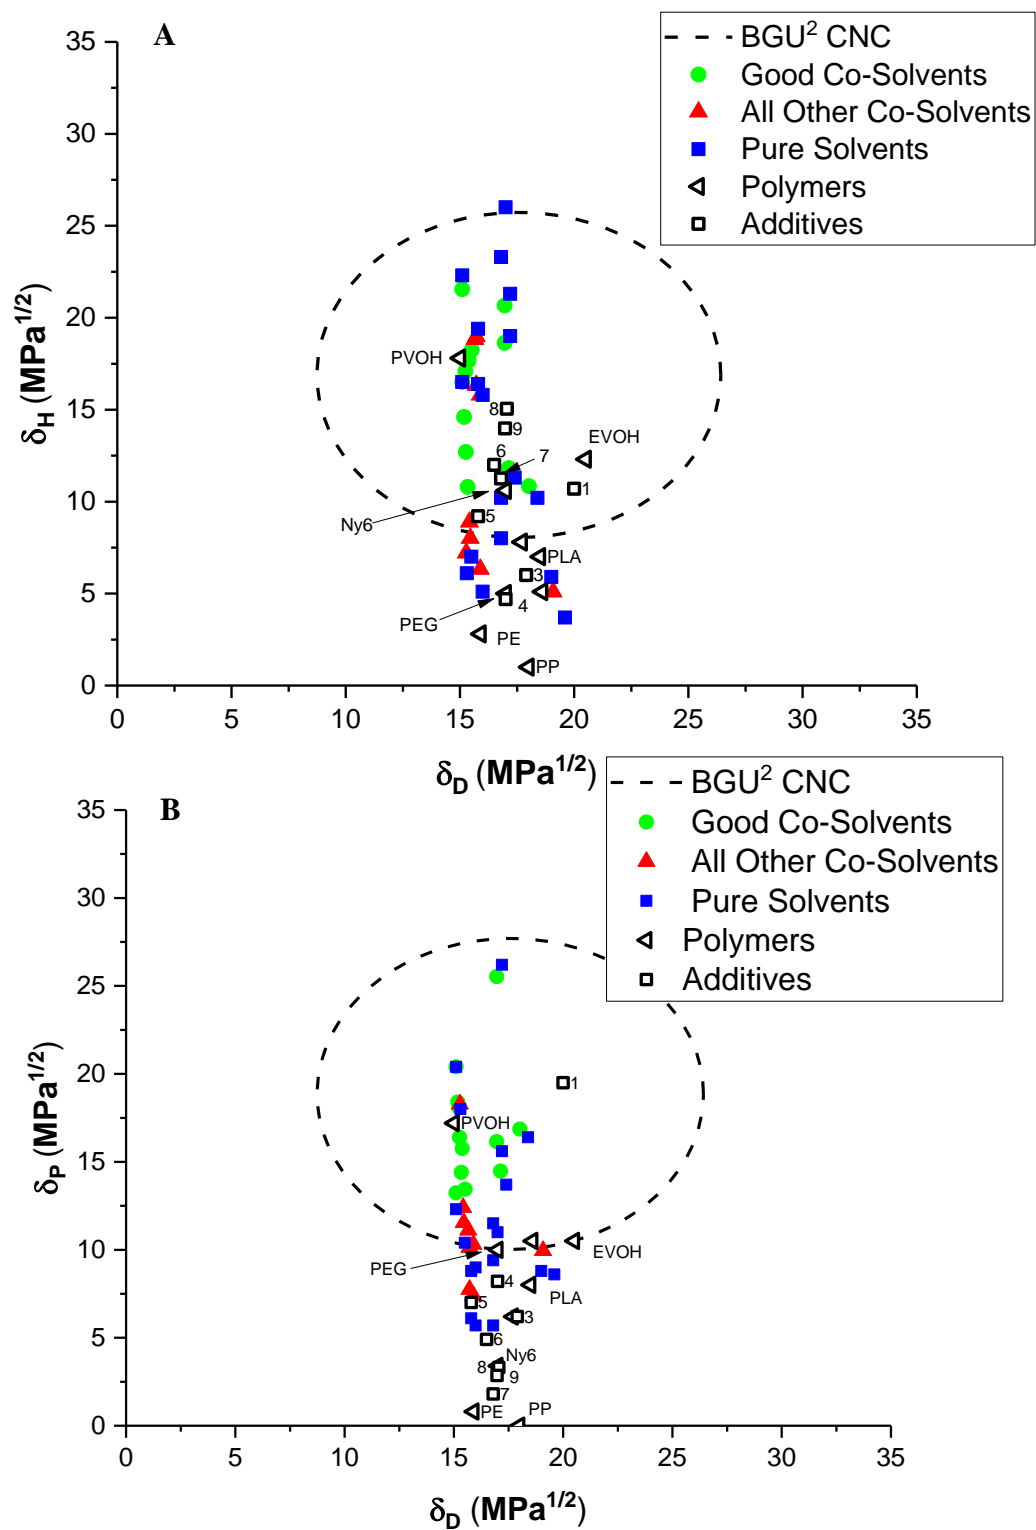 A
BGU² CNC
Good Co-Solvents
All Other Co-Solvents
Pure Solvents
Polymers
Additives
35
30
25
20
15
10
5
0
δH (MPa1/2)
PVOH
8
9
EVOH
6
7
1
Ny6
5
PLA
3
PEG
4
PE
PP
0 5 10 15 20 25 30 35
δD (MPa1/2)
B
BGU² CNC
Good Co-Solvents
All Other Co-Solvents
Pure Solvents
Polymers
Additives
35
30
25
20
15
10
5
0
δP (MPa1/2)
1
PVOH
EVOH
PEG
4
PLA
5
3
6
Ny6
8
9
7
PE
PP
0 5 10 15 20 25 30 35
δD (MPa1/2)